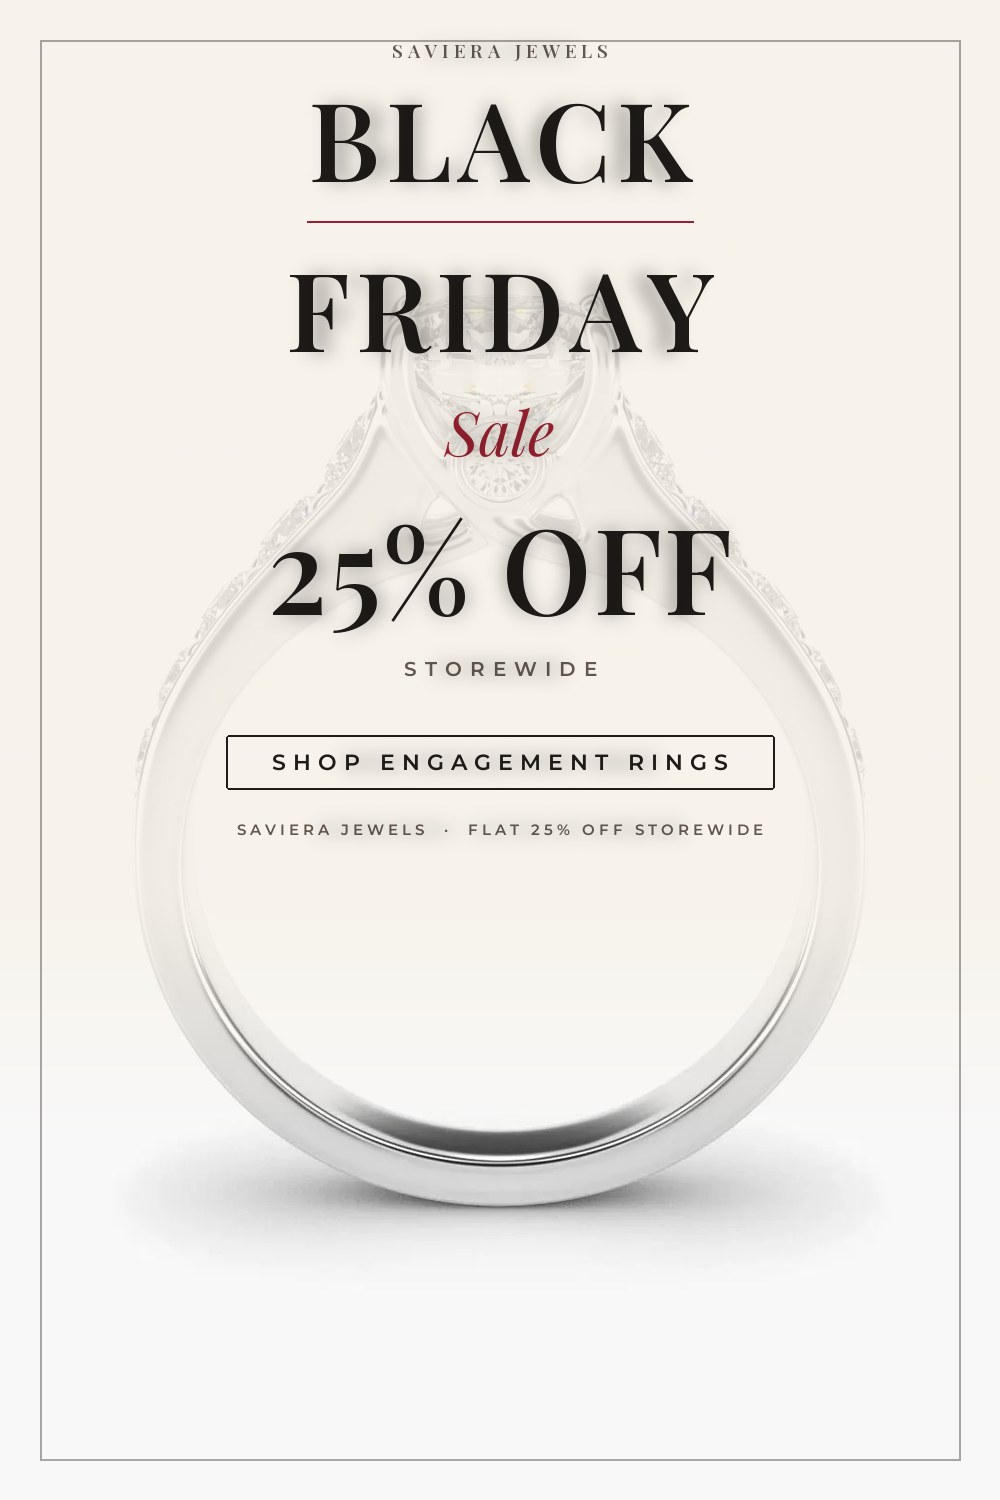 SAVIERA JEWELS
BLACK
FRIDAY
Sale
25% OFF
STOREWIDE
SHOP ENGAGEMENT RINGS
SAVIERA JEWELS · FLAT 25% OFF STOREWIDE